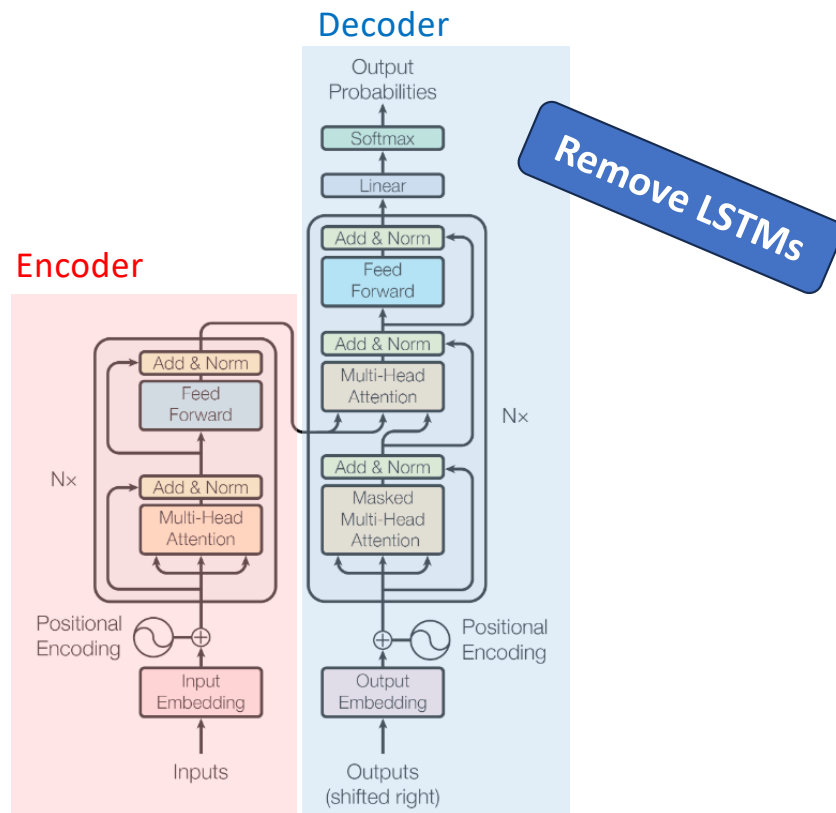 Decoder
Output
Probabilities
Softmax
Remove LSTMs
Linear
Add & Norm
Feed
Forward
Add & Norm
Multi-Head
Attention
Nx
Add & Norm
Masked
Multi-Head
Attention
Positional
Encoding
Output
Embedding
Outputs
(shifted right)
Encoder
Add & Norm
Feed
Forward
Nx
Add & Norm
Multi-Head
Attention
Positional
Encoding
Input
Embedding
Inputs